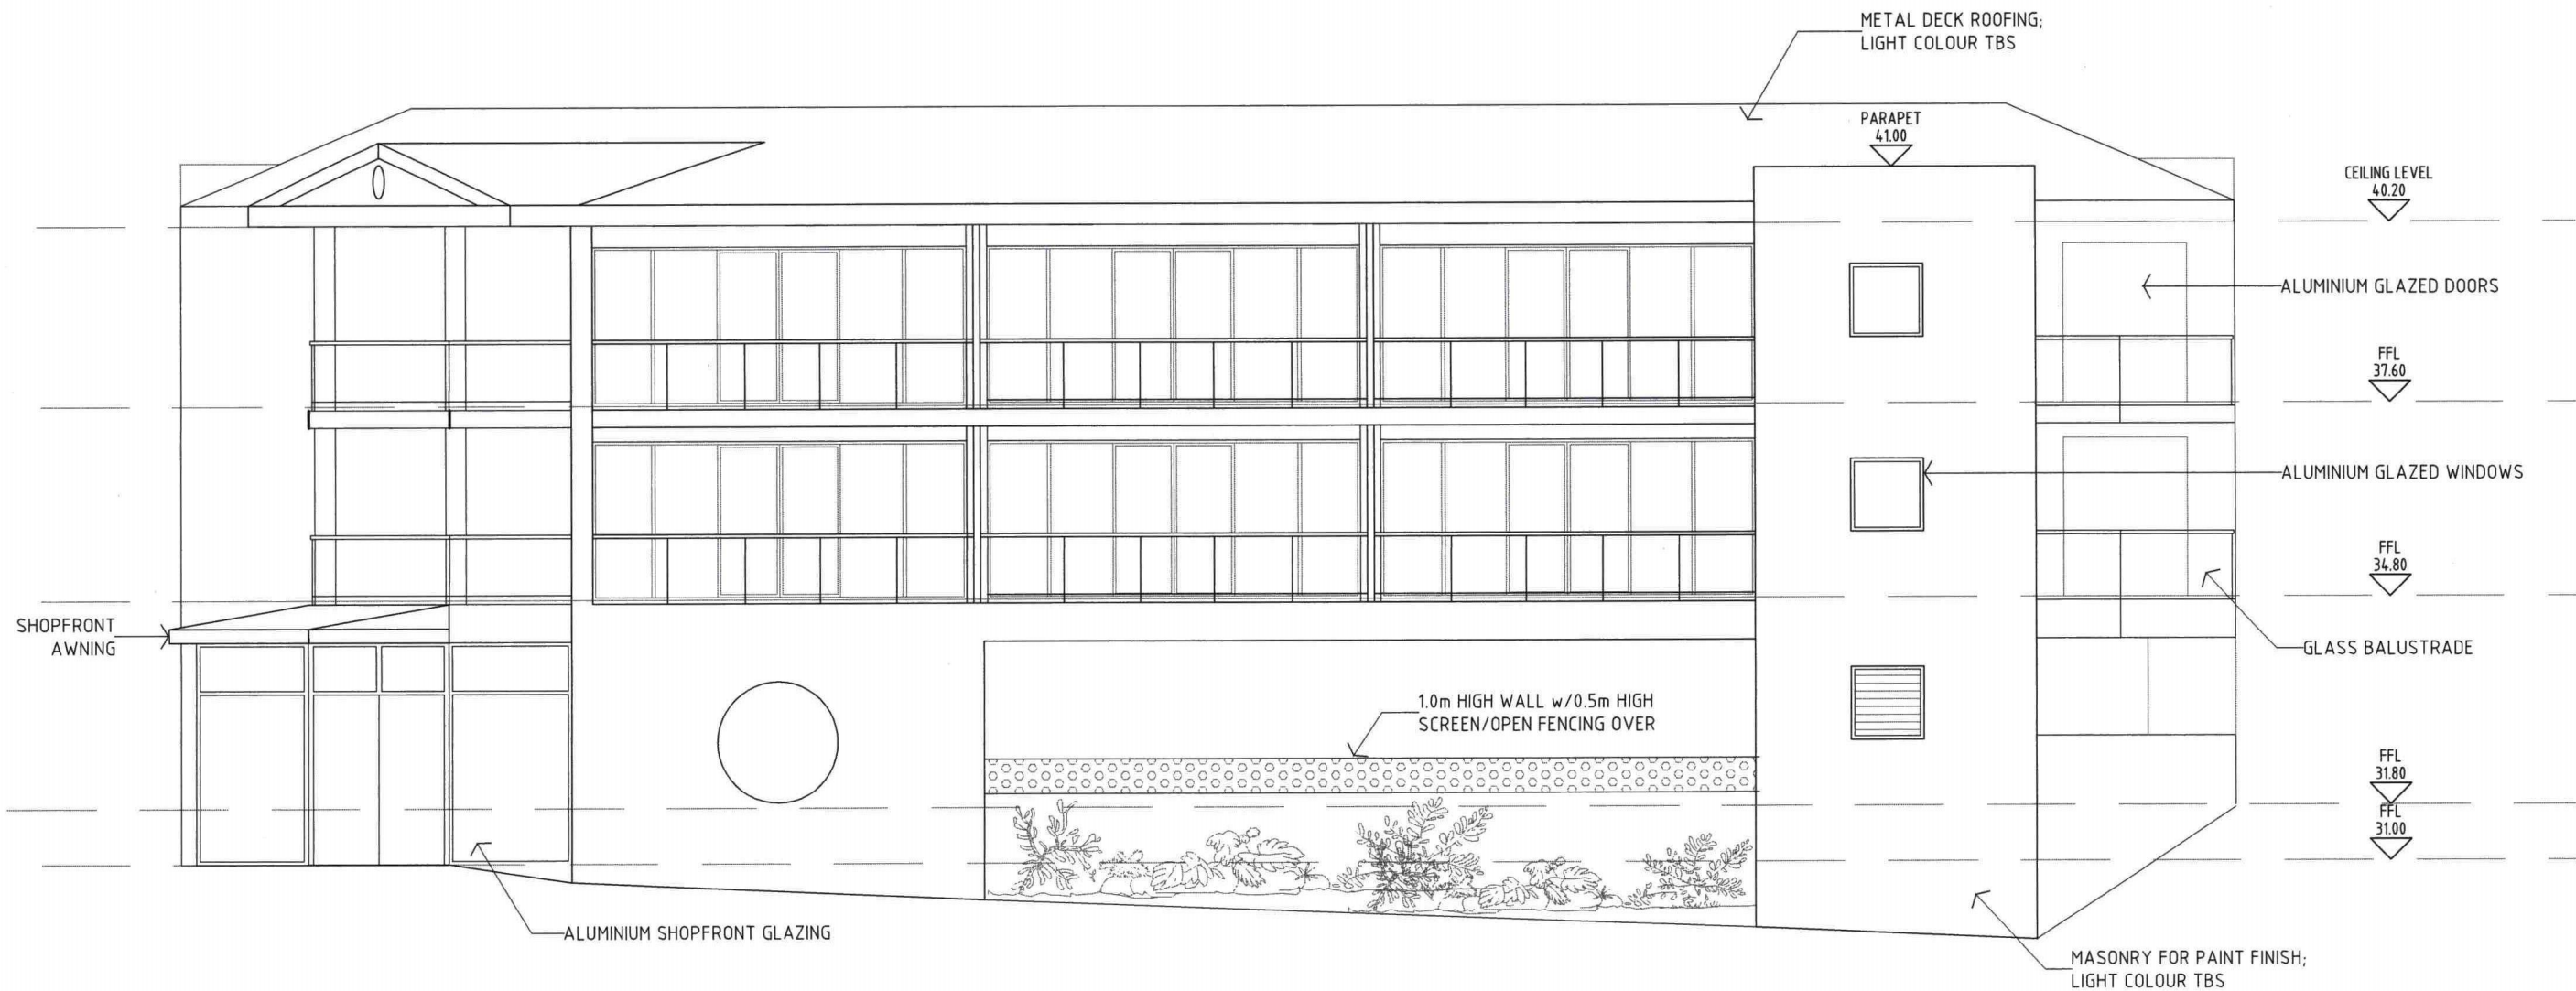 METAL DECK ROOFING;
LIGHT COLOUR TBS
PARAPET
41.00
CEILING LEVEL
40.20
ALUMINIUM GLAZED DOORS
FFL
37.60
ALUMINIUM GLAZED WINDOWS
FFL
34.80
SHOPFRONT
AWNING
GLASS BALUSTRADE
1.0m HIGH WALL w/0.5m HIGH
SCREEN/OPEN FENCING OVER
FFL
31.80
FFL
31.00
ALUMINIUM SHOPFRONT GLAZING
MASONRY FOR PAINT FINISH;
LIGHT COLOUR TBS